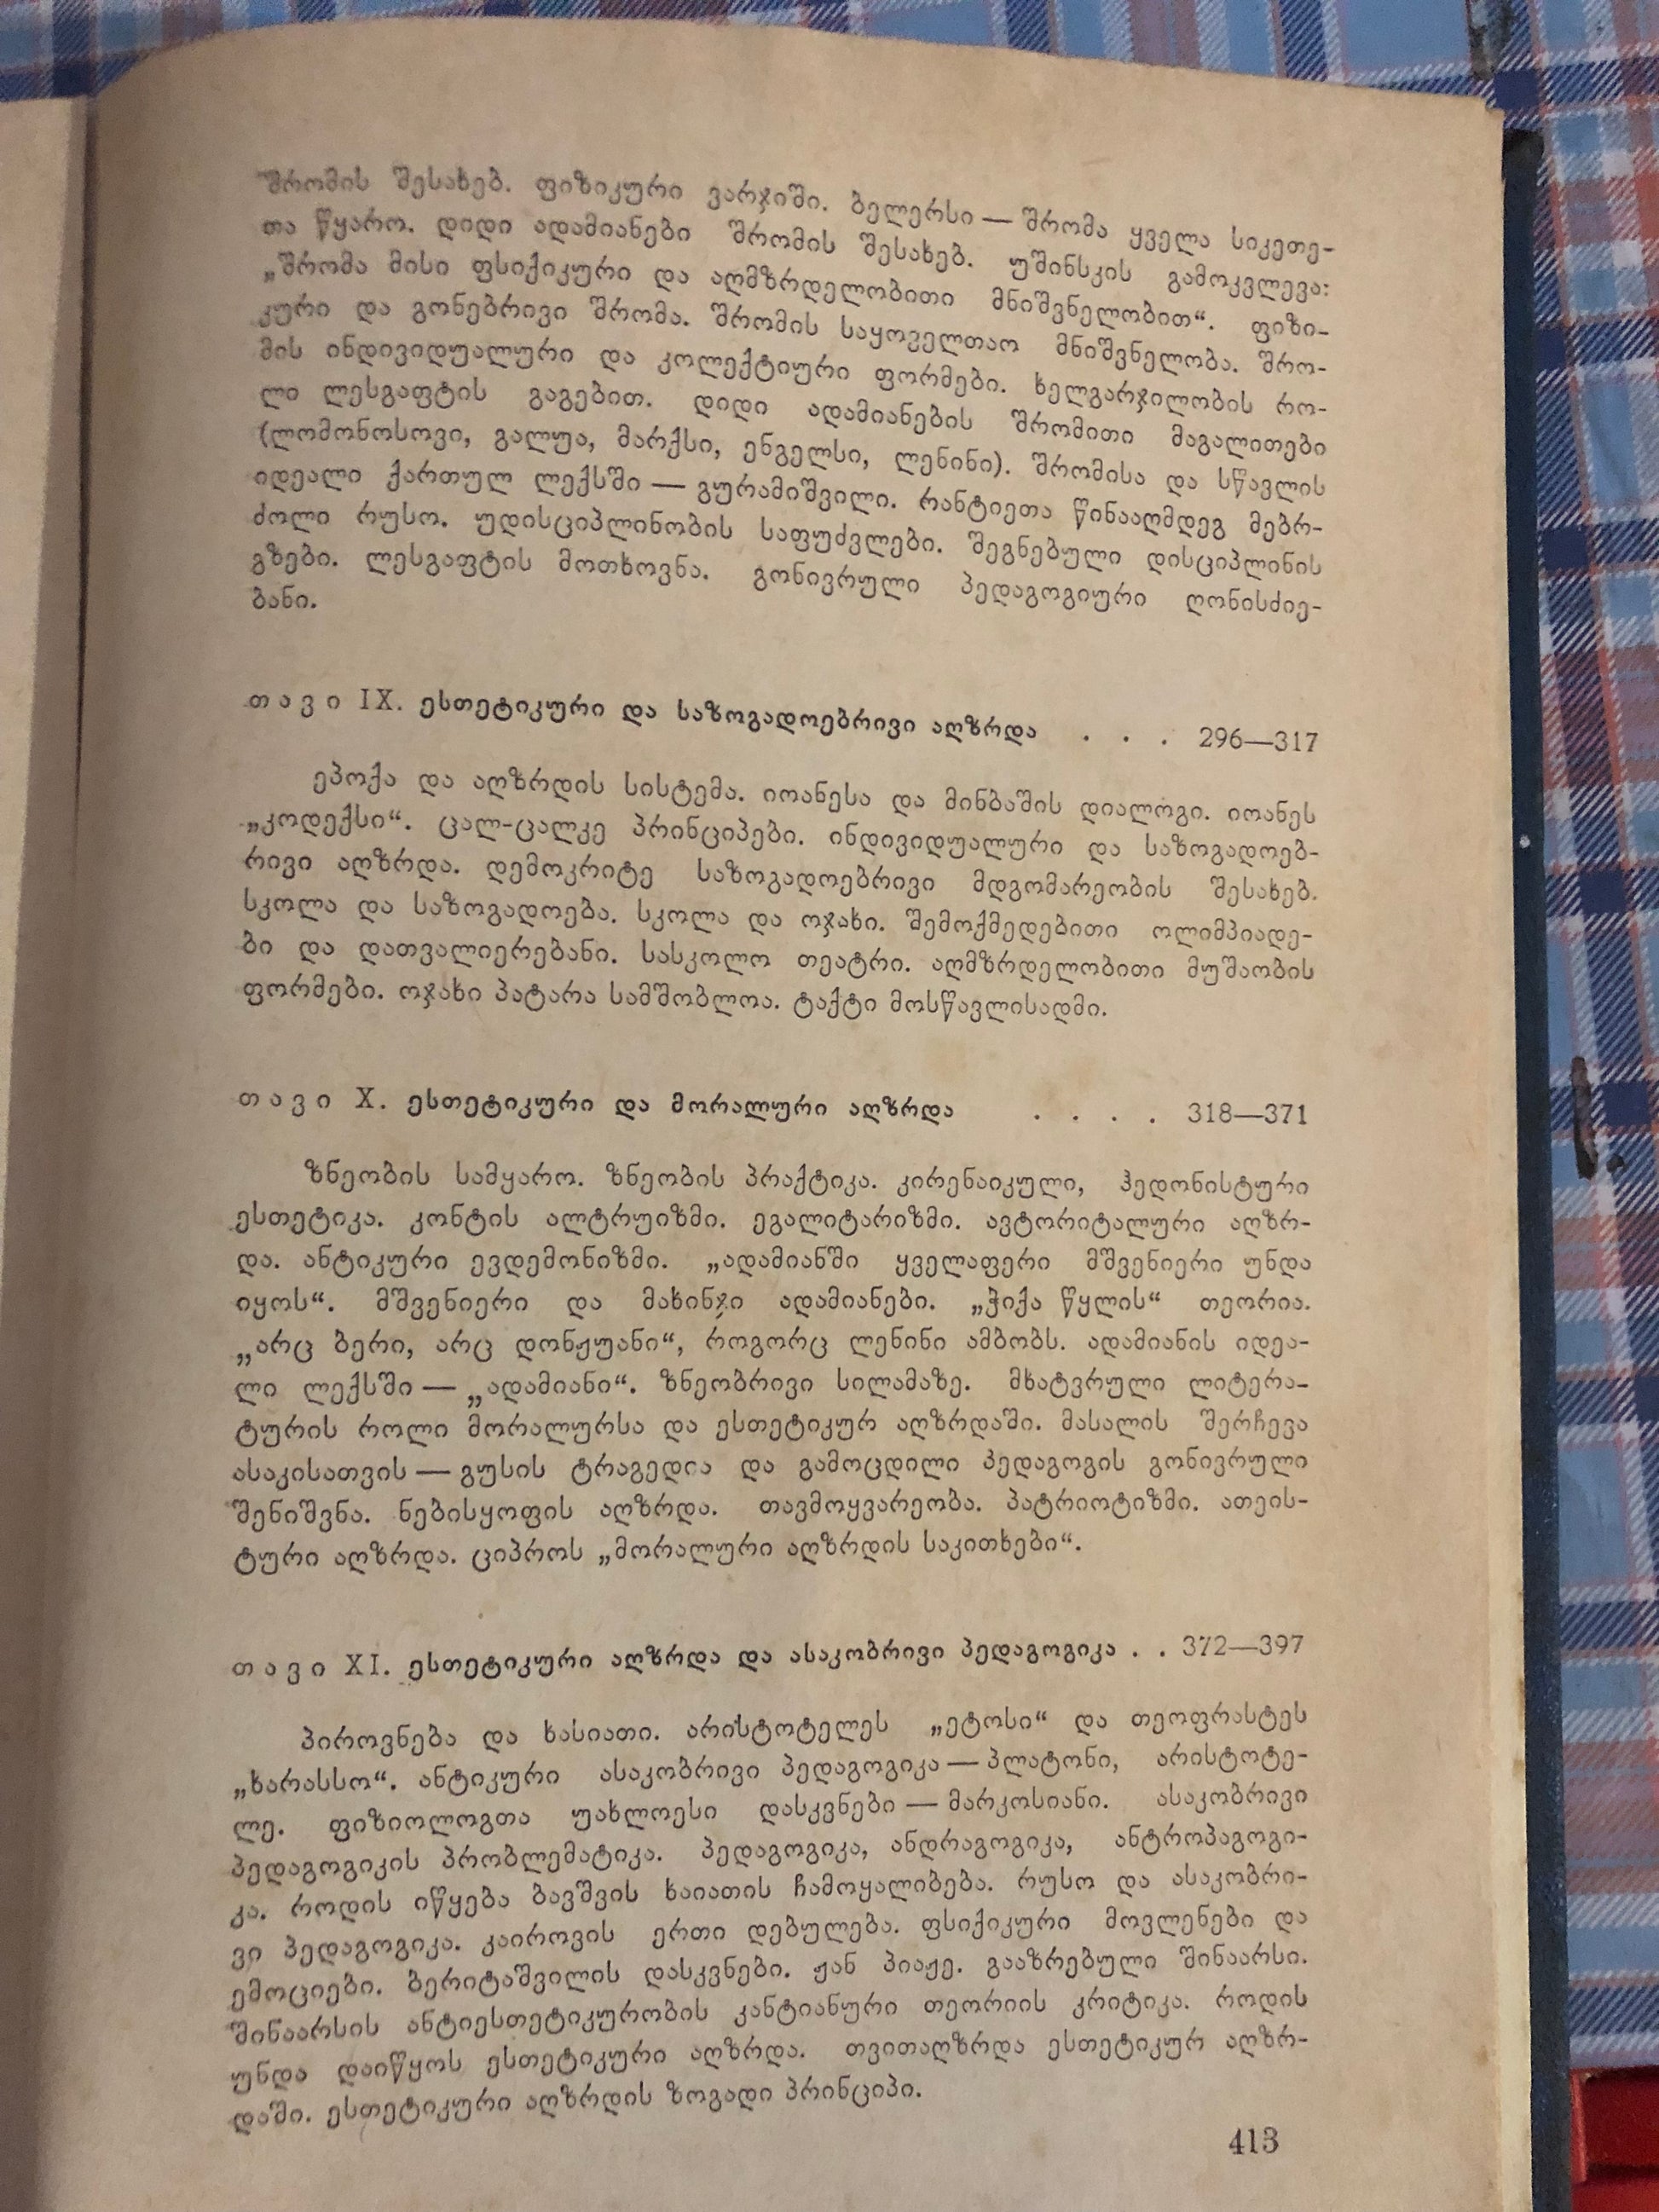 შრომის შესახებ. ფიზიკური ვარჯიში. ბელერსი — შრომა ყველა სიკეთე-
თა წყარო. დიდი ადამიანები შრომის შესახებ. უშინსკის გამოკვლევა:
„შრომა მისი ფსიქიკური და აღმზრდელობითი მნიშვნელობით“. ფიზი-
კური და გონებრივი შრომა. შრომის საყოველთაო მნიშვნელობა. შრო-
მის ინდივიდუალური და კოლექტიური ფორმები. ხელგარჯილობის რო-
ლი ლესგაფტის გაგებით. დიდი ადამიანების შრომითი მაგალითები
(ლომონოსოვი, გალუა, მარქსი, ენგელსი, ლენინი). შრომისა და სწავლის
იდეალი ქართულ ლექსში — გურამიშვილი. რანტიეთა წინააღმდეგ მებრ-
ძოლი რუსო. უდისციპლინობის საფუძვლები. შეგნებული დისციპლინის
გზები. ლესგაფტის მოთხოვნა. გონივრული პედაგოგიური ღონისძიე-
ბანი.
თავი IX. ესთეტიკური და საზოგადოებრივი აღზრდა . . . 296—317
ეპოქა და აღზრდის სისტემა. იოანესა და მინბაშის დიალოგი. იოანეს
„კოდექსი“. ცალ-ცალკე პრინციპები. ინდივიდუალური და საზოგადოებ-
რივი აღზრდა. დემოკრიტე საზოგადოებრივი მდგომარეობის შესახებ.
სკოლა და საზოგადოება. სკოლა და ოჯახი. შემოქმედებითი ოლიმპიადე-
ბი და დათვალიერებანი. სასკოლო თეატრი. აღმზრდელობითი მუშაობის
ფორმები. ოჯახი პატარა სამშობლოა. ტაქტი მოსწავლისადმი.
თავი X. ესთეტიკური და მორალური აღზრდა . . . . 318—371
ზნეობის სამყარო. ზნეობის პრაქტიკა. კირენაიკული, ჰედონისტური
ესთეტიკა. კონტის ალტრუიზმი. ეგალიტარიზმი. ავტორიტალური აღზრ-
და. ანტიკური ევდემონიზმი. „ადამიანში ყველაფერი მშვენიერი უნდა
იყოს“. მშვენიერი და მახინჯი ადამიანები. „ჭიქა წყლის“ თეორია.
„არც ბერი, არც დონჟუანი“, როგორც ლენინი ამბობს. ადამიანის იდეა-
ლი ლექსში — „ადამიანი“. ზნეობრივი სილამაზე. მხატვრული ლიტერა-
ტურის როლი მორალურსა და ესთეტიკურ აღზრდაში. მასალის შერჩევა
ასაკისათვის — გუსის ტრაგედია და გამოცდილი პედაგოგის გონივრული
შენიშვნა. ნებისყოფის აღზრდა. თავმოყვარეობა. პატრიოტიზმი. ათეის-
ტური აღზრდა. ციპროს „მორალური აღზრდის საკითხები“.
თავი XI. ესთეტიკური აღზრდა და ასაკობრივი პედაგოგიკა . . 372—397
პიროვნება და ხასიათი. არისტოტელეს „ეტოსი“ და თეოფრასტეს
„ხარასსო“. ანტიკური ასაკობრივი პედაგოგიკა — პლატონი, არისტოტე-
ლე. ფიზიოლოგთა უახლოესი დასკვნები — მარკოსიანი. ასაკობრივი
პედაგოგიკის პრობლემატიკა. პედაგოგიკა, ანდრაგოგიკა, ანტროპაგოგი-
კა. როდის იწყება ბავშვის ხაიათის ჩამოყალიბება. რუსო და ასაკობრი-
ვი პედაგოგიკა. კაიროვის ერთი დებულება. ფსიქიკური მოვლენები და
ემოციები. ბერიტაშვილის დასკვნები. ჟან პიაჟე. გააზრებული შინაარსი.
შინაარსის ანტიესთეტიკურობის კანტიანური თეორიის კრიტიკა. როდის
უნდა დაიწყოს ესთეტიკური აღზრდა. თვითაღზრდა ესთეტიკურ აღზრ-
დაში. ესთეტიკური აღზრდის ზოგადი პრინციპი.
413